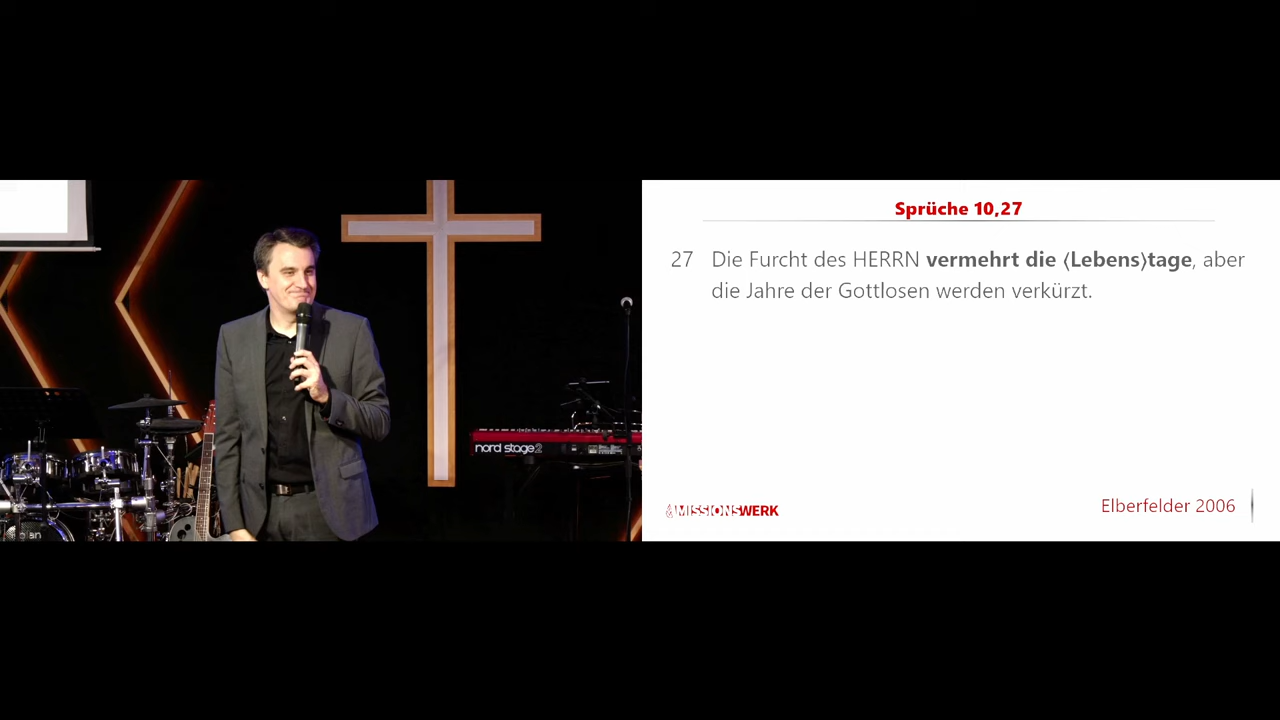 nord stage2
Sprüche 10,27
27 Die Furcht des HERRN vermehrt die ⟨Lebens⟩tage, aber
die Jahre der Gottlosen werden verkürzt.
MISSIONSWERK
Elberfelder 2006